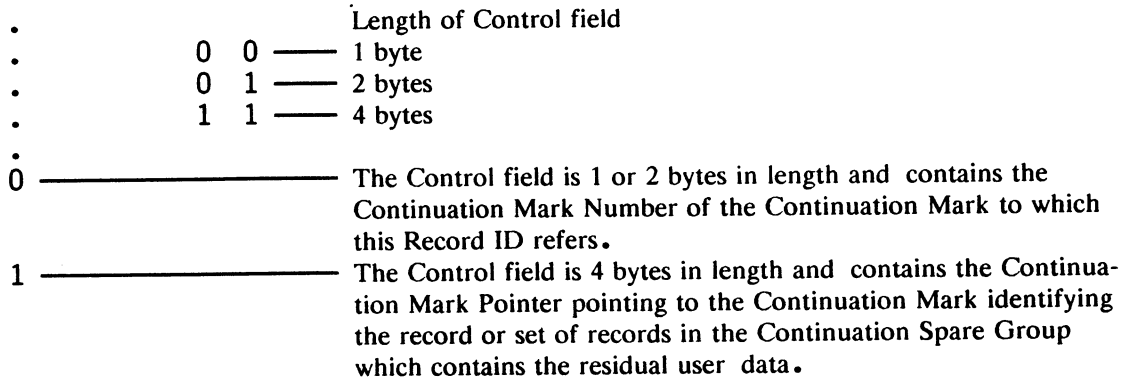 Length of Control field
0 0 —— 1 byte
0 1 —— 2 bytes
1 1 —— 4 bytes
0 —— The Control field is 1 or 2 bytes in length and contains the
Continuation Mark Number of the Continuation Mark to which
this Record ID refers.
1 —— The Control field is 4 bytes in length and contains the Continua-
tion Mark Pointer pointing to the Continuation Mark identifying
the record or set of records in the Continuation Spare Group
which contains the residual user data.